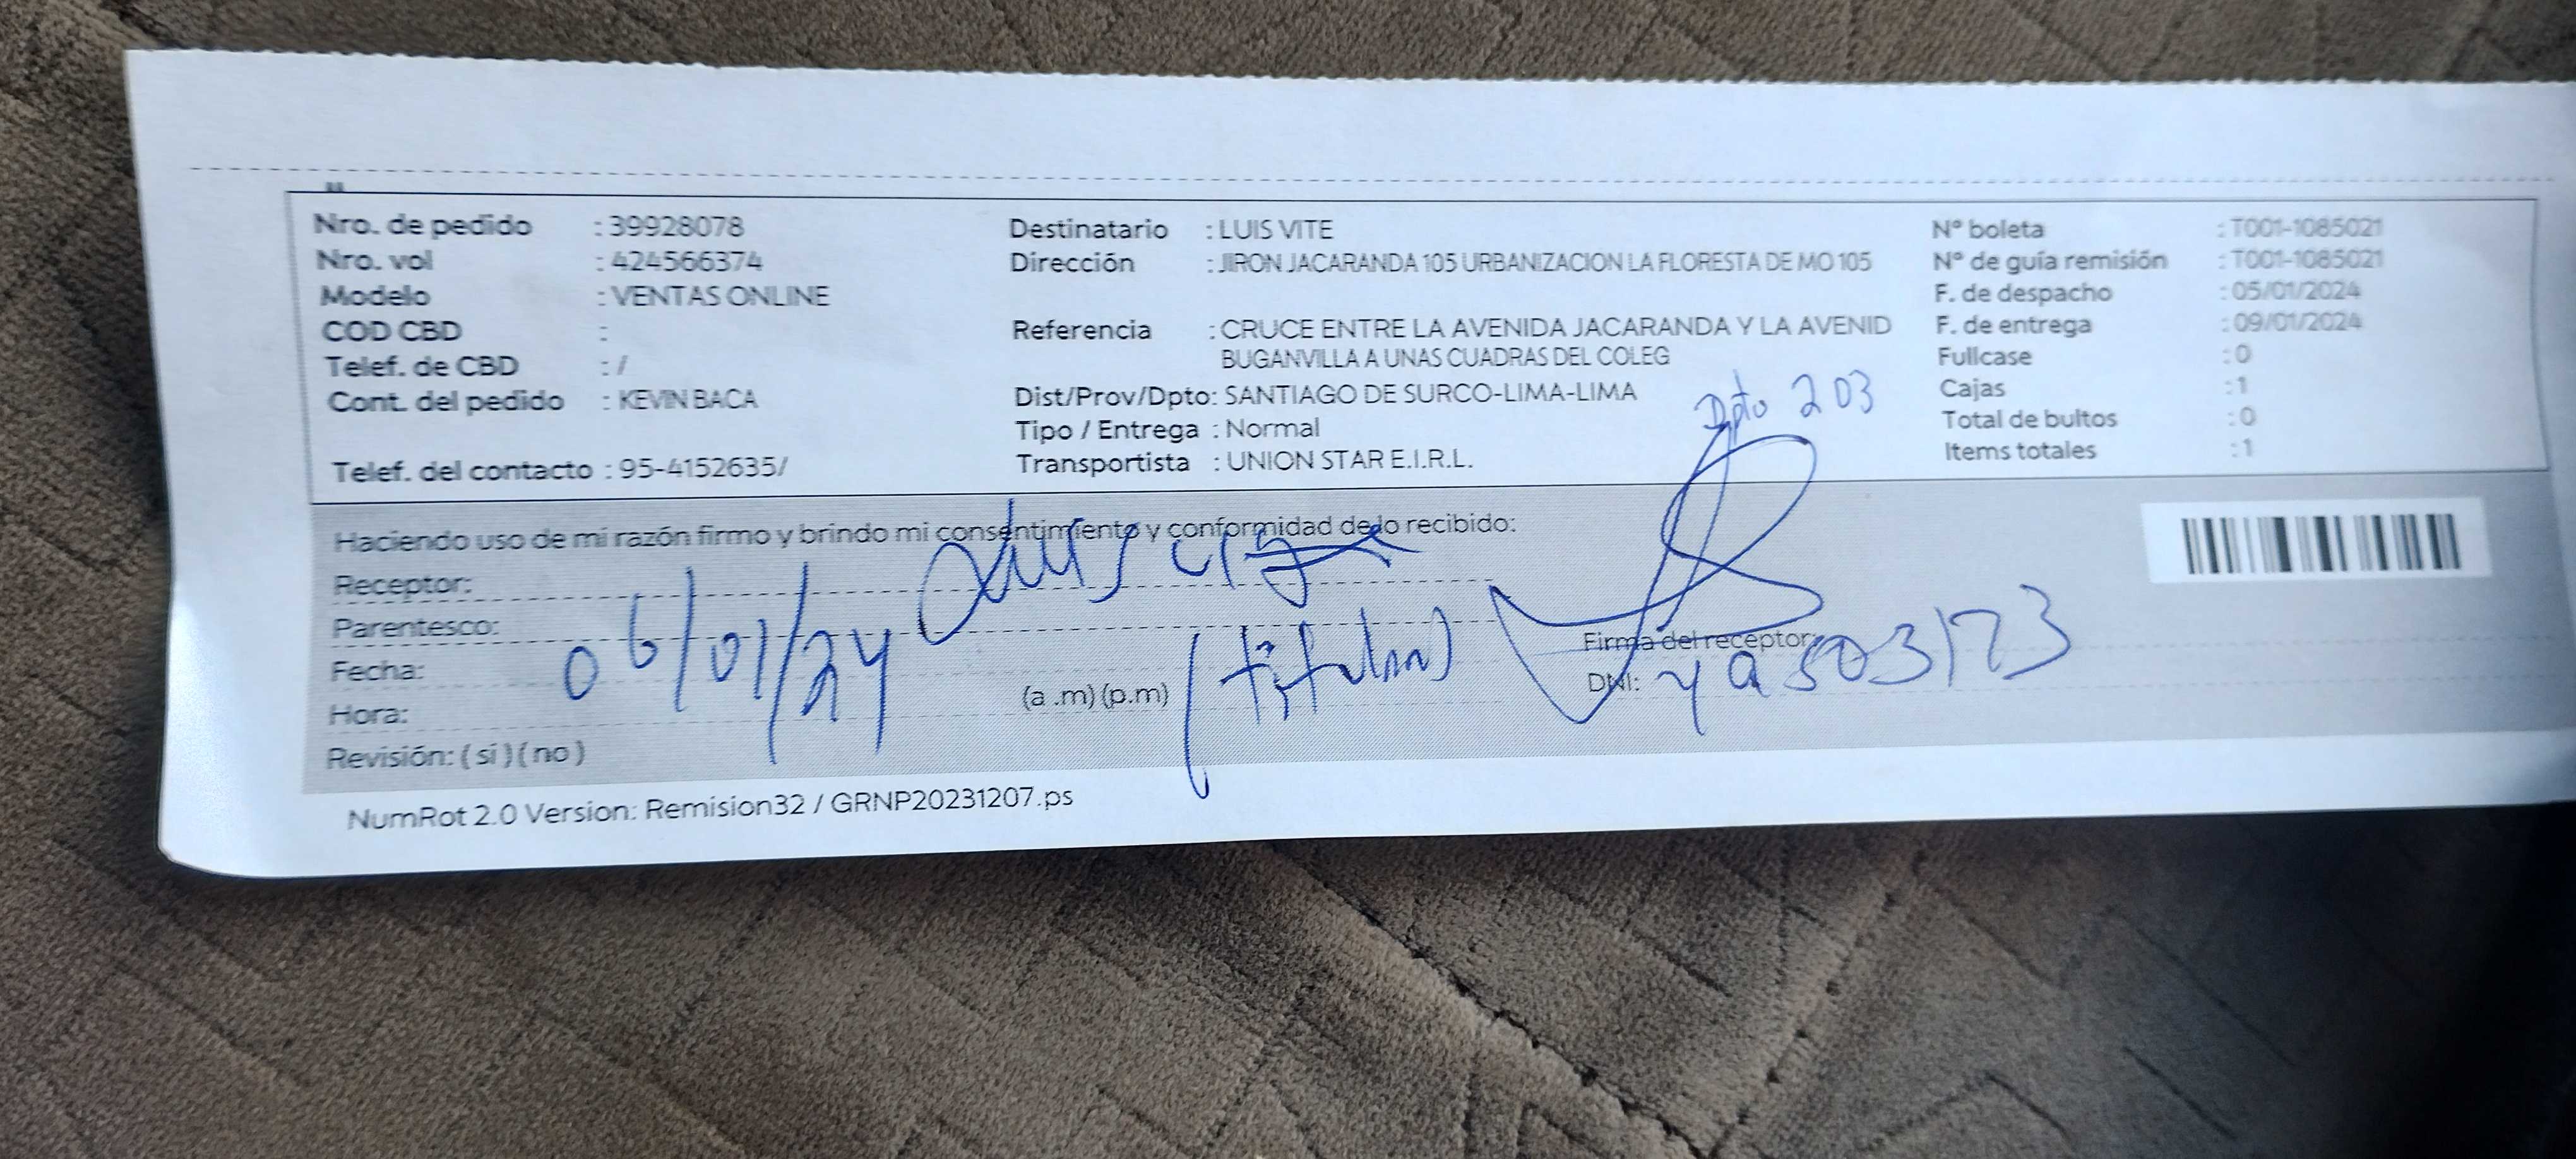 Nro. de pedido : 39928078
Nro. vol : 424566374
Modelo : VENTAS ONLINE
COD CBD :
Telef. de CBD : /
Cont. del pedido : KEVIN BACA
Telef. del contacto : 95-4152635/
Destinatario : LUIS VITE
Dirección : JIRON JACARANDA 105 URBANIZACION LA FLORESTA DE MO 105
Referencia : CRUCE ENTRE LA AVENIDA JACARANDA Y LA AVENID
BUGANVILLA A UNAS CUADRAS DEL COLEG
Dist/Prov/Dpto: SANTIAGO DE SURCO-LIMA-LIMA
Dpto 203
Tipo / Entrega : Normal
Transportista : UNION STAR E.I.R.L.
N° boleta : T001-1085021
N° de guía remisión : T001-1085021
F. de despacho : 05/01/2024
F. de entrega : 09/01/2024
Fullcase : 0
Cajas : 1
Total de bultos : 0
Items totales : 1
Haciendo uso de mi razón firmo y brindo mi consentimiento y conformidad de lo recibido:
Receptor: Luis
Parentesco: (titular)
Fecha: 06/01/24
Hora: (a .m) (p.m)
Revisión: ( si ) ( no )
Firma del receptor:
DNI:
NumRot 2.0 Version: Remision32 / GRNP20231207.ps